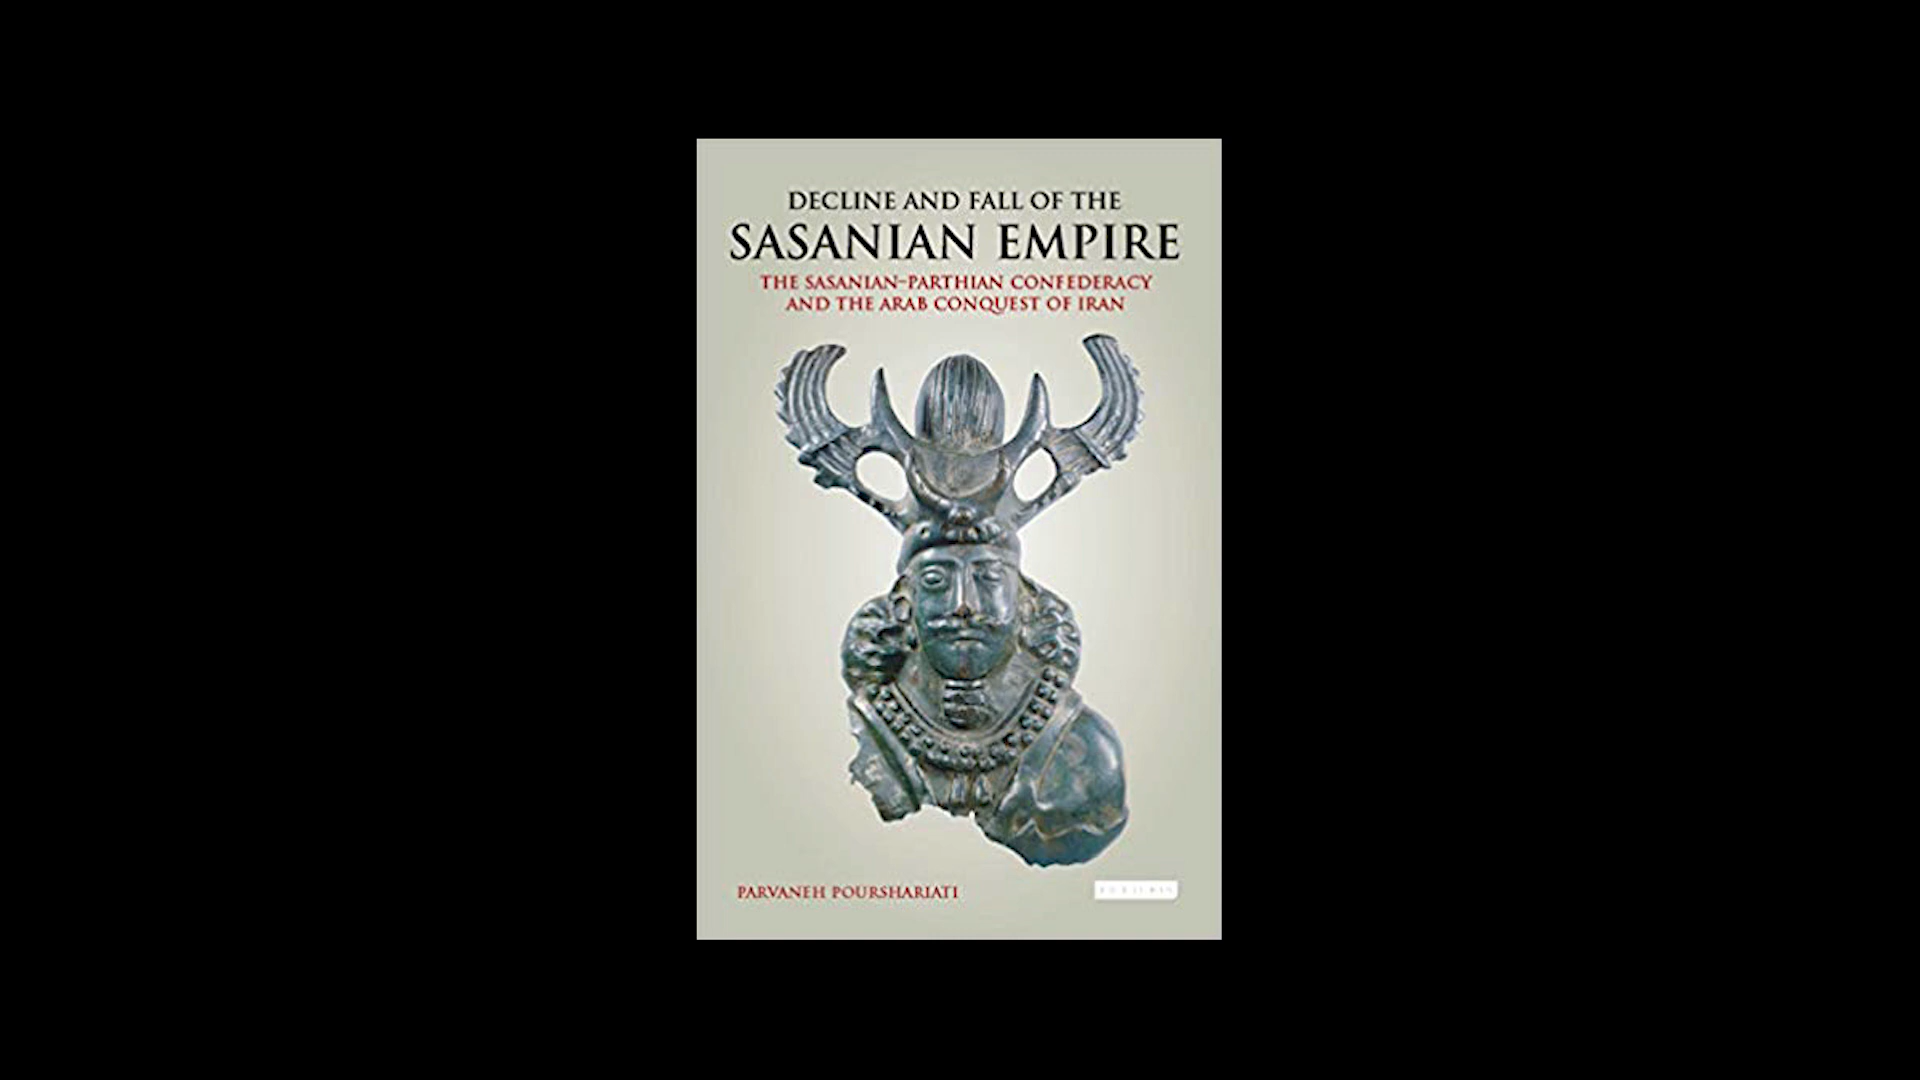 DECLINE AND FALL OF THE
SASANIAN EMPIRE
THE SASANIAN–PARTHIAN CONFEDERACY
AND THE ARAB CONQUEST OF IRAN
PARVANEH POURSHARIATI